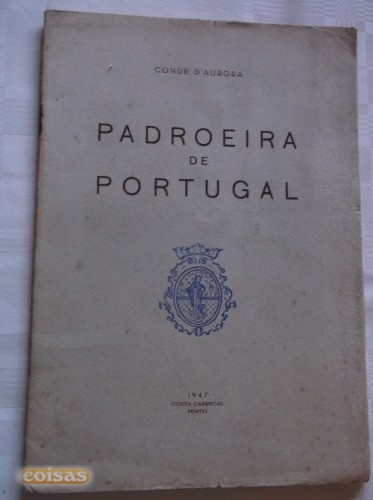 CONDE D'AURORA
PADROEIRA
DE
PORTUGAL
1947
COSTA CARREGAL
PORTO
coisas